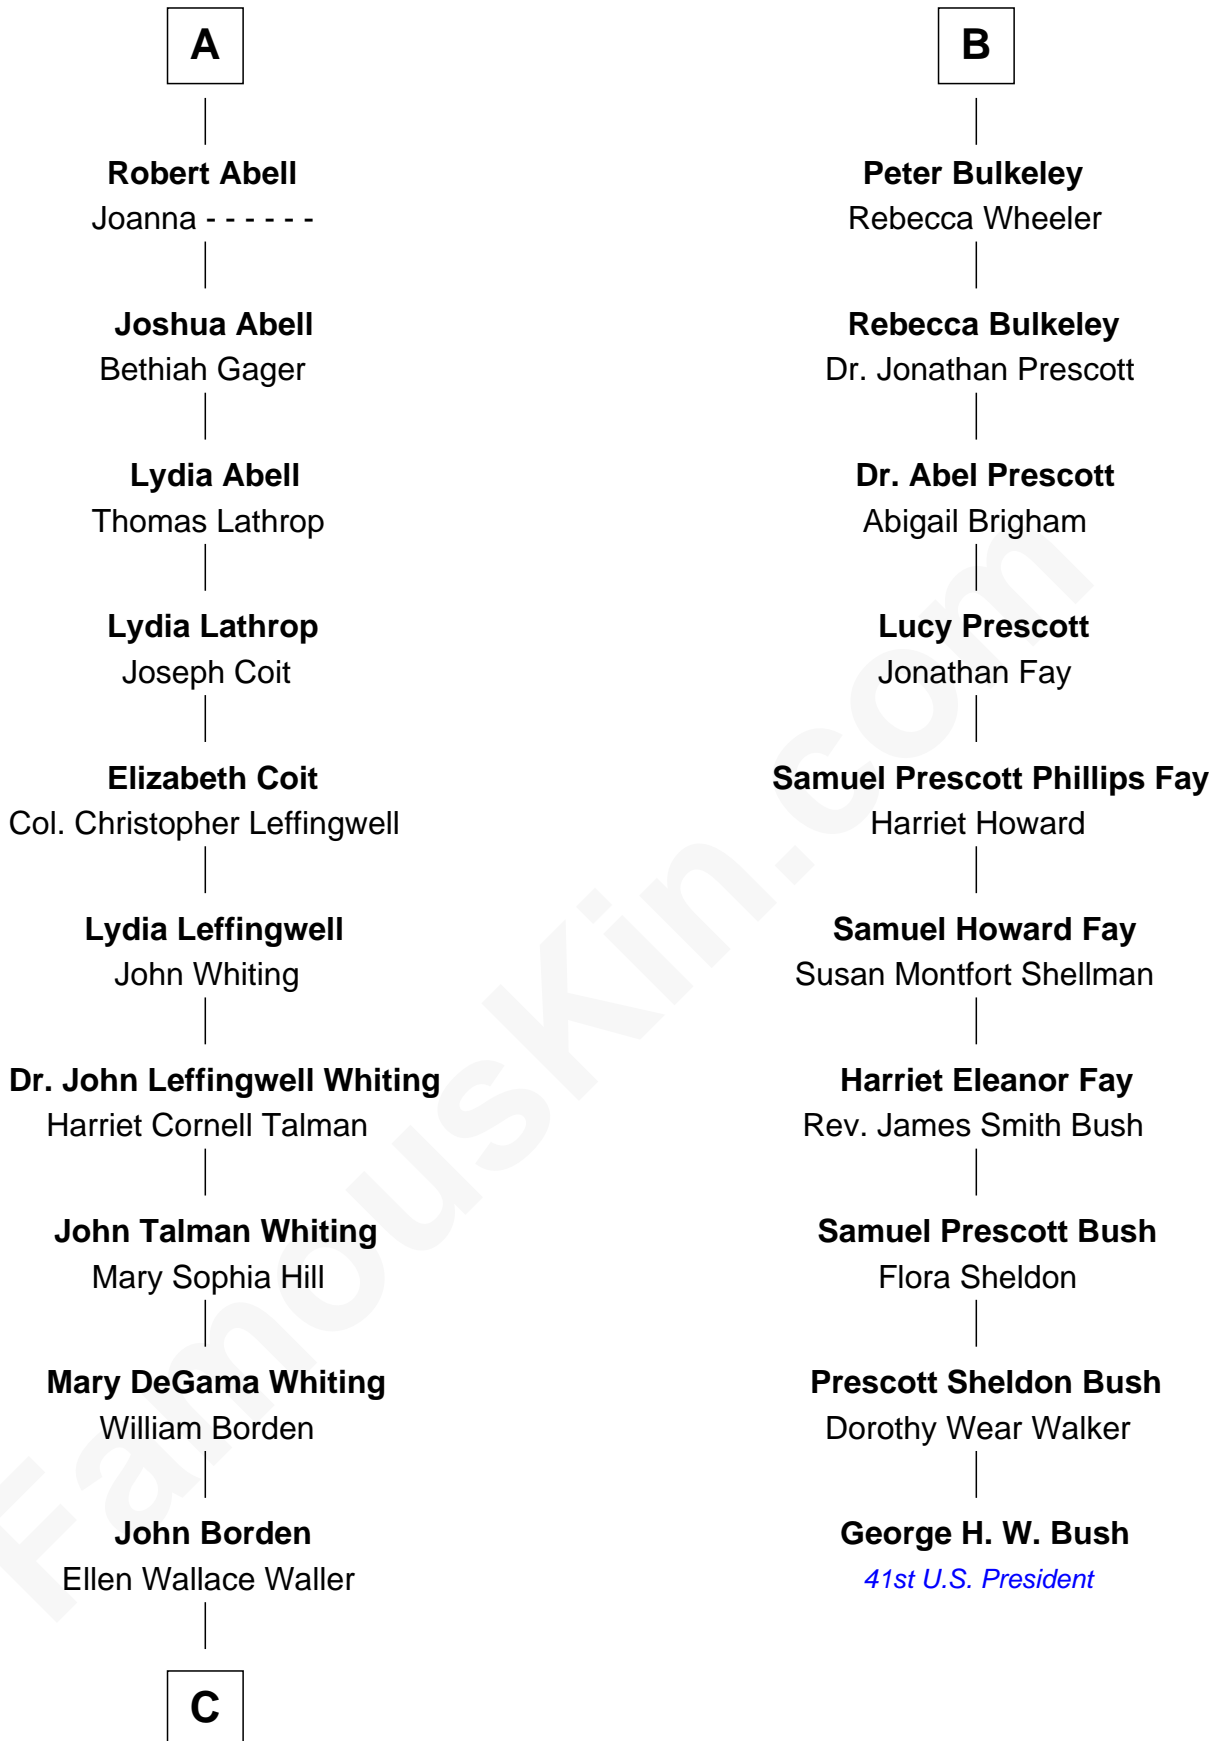 A
Robert Abell
Joanna - - - - - -
Joshua Abell
Bethiah Gager
Lydia Abell
Thomas Lathrop
Lydia Lathrop
Joseph Coit
Elizabeth Coit
Col. Christopher Leffingwell
Lydia Leffingwell
John Whiting
Dr. John Leffingwell Whiting
Harriet Cornell Talman
John Talman Whiting
Mary Sophia Hill
Mary DeGama Whiting
William Borden
John Borden
Ellen Wallace Waller
C
B
Peter Bulkeley
Rebecca Wheeler
Rebecca Bulkeley
Dr. Jonathan Prescott
Dr. Abel Prescott
Abigail Brigham
Lucy Prescott
Jonathan Fay
Samuel Prescott Phillips Fay
Harriet Howard
Samuel Howard Fay
Susan Montfort Shellman
Harriet Eleanor Fay
Rev. James Smith Bush
Samuel Prescott Bush
Flora Sheldon
Prescott Sheldon Bush
Dorothy Wear Walker
George H. W. Bush
41st U.S. President
FamousKin.com